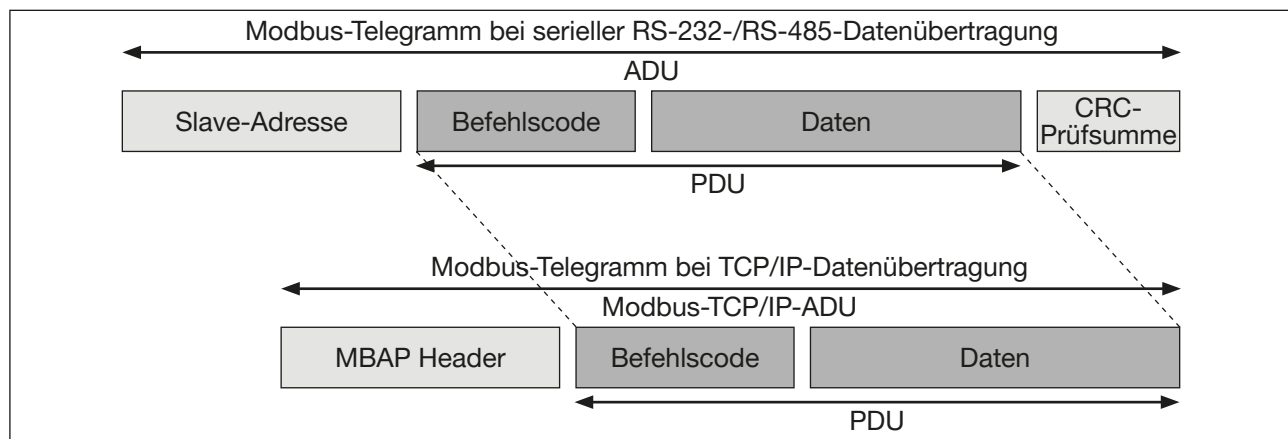 Modbus-Telegramm bei serieller RS-232-/RS-485-Datenübertragung
ADU
Slave-Adresse
Befehlscode
Daten
CRC-
Prüfsumme
PDU
Modbus-Telegramm bei TCP/IP-Datenübertragung
Modbus-TCP/IP-ADU
MBAP Header
Befehlscode
Daten
PDU